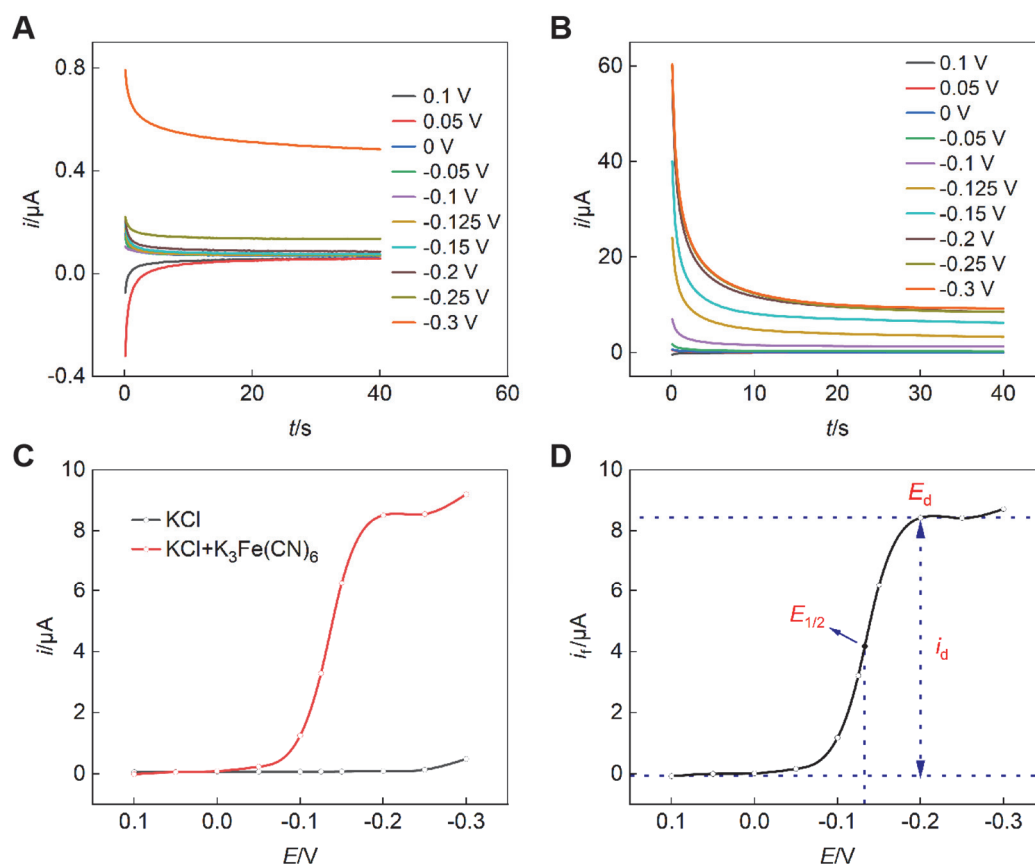 A
0.8
0.4
0.0
-0.4
i/μA
0
20
40
60
t/s
0.1 V
0.05 V
0 V
-0.05 V
-0.1 V
-0.125 V
-0.15 V
-0.2 V
-0.25 V
-0.3 V
B
60
40
20
0
i/μA
0
10
20
30
40
t/s
0.1 V
0.05 V
0 V
-0.05 V
-0.1 V
-0.125 V
-0.15 V
-0.2 V
-0.25 V
-0.3 V
C
10
8
6
4
2
0
i/μA
KCl
KCl+K₃Fe(CN)₆
0.1
0.0
-0.1
-0.2
-0.3
E/V
D
10
8
6
4
2
0
i_f/μA
E_d
E_1/2
i_d
0.1
0.0
-0.1
-0.2
-0.3
E/V